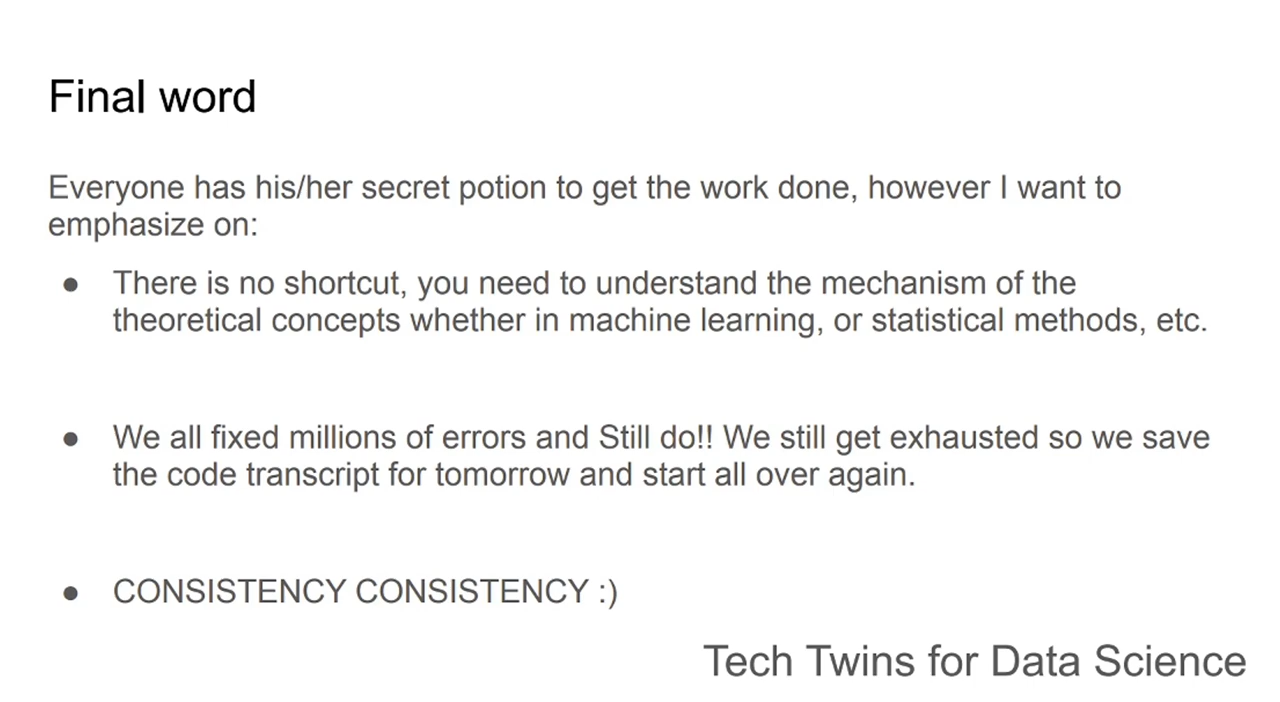 Final word
Everyone has his/her secret potion to get the work done, however I want to
emphasize on:
● There is no shortcut, you need to understand the mechanism of the
theoretical concepts whether in machine learning, or statistical methods, etc.
● We all fixed millions of errors and Still do!! We still get exhausted so we save
the code transcript for tomorrow and start all over again.
● CONSISTENCY CONSISTENCY :)
Tech Twins for Data Science